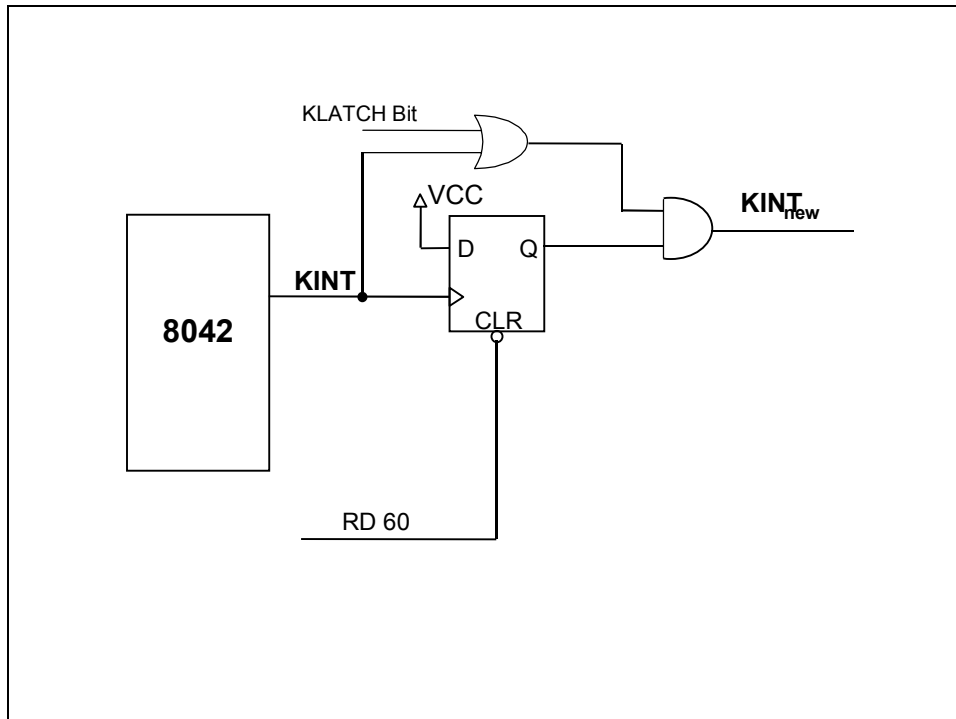 KLATCH Bit
VCC
KINTnew
D
Q
KINT
CLR
8042
RD 60